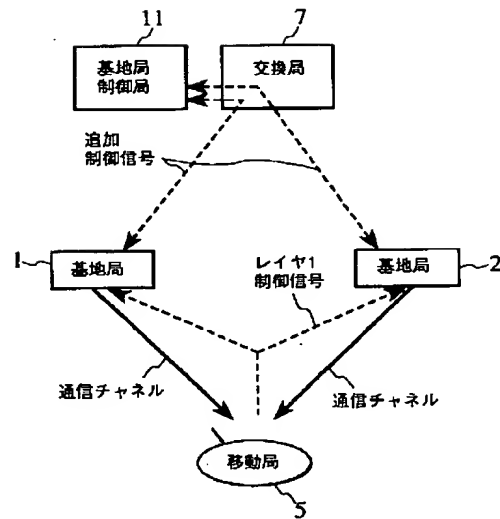 11
7
基地局
制御局
交換局
追加
制御信号
1
基地局
レイヤ1
制御信号
基地局
2
通信チャネル
通信チャネル
移動局
5